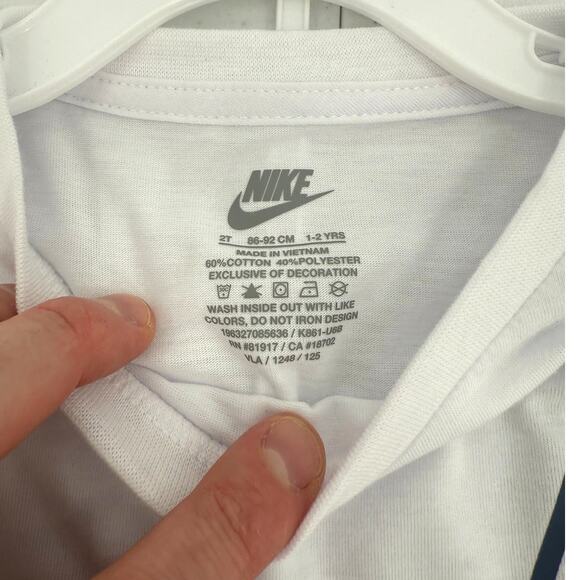 NIKE
2T 86-92 CM 1-2 YRS
MADE IN VIETNAM
60%COTTON 40%POLYESTER
EXCLUSIVE OF DECORATION
WASH INSIDE OUT WITH LIKE
COLORS, DO NOT IRON DESIGN
196327085636 / K861-U6B
RN #81917 / CA #18702
VLA / 1248 / 125